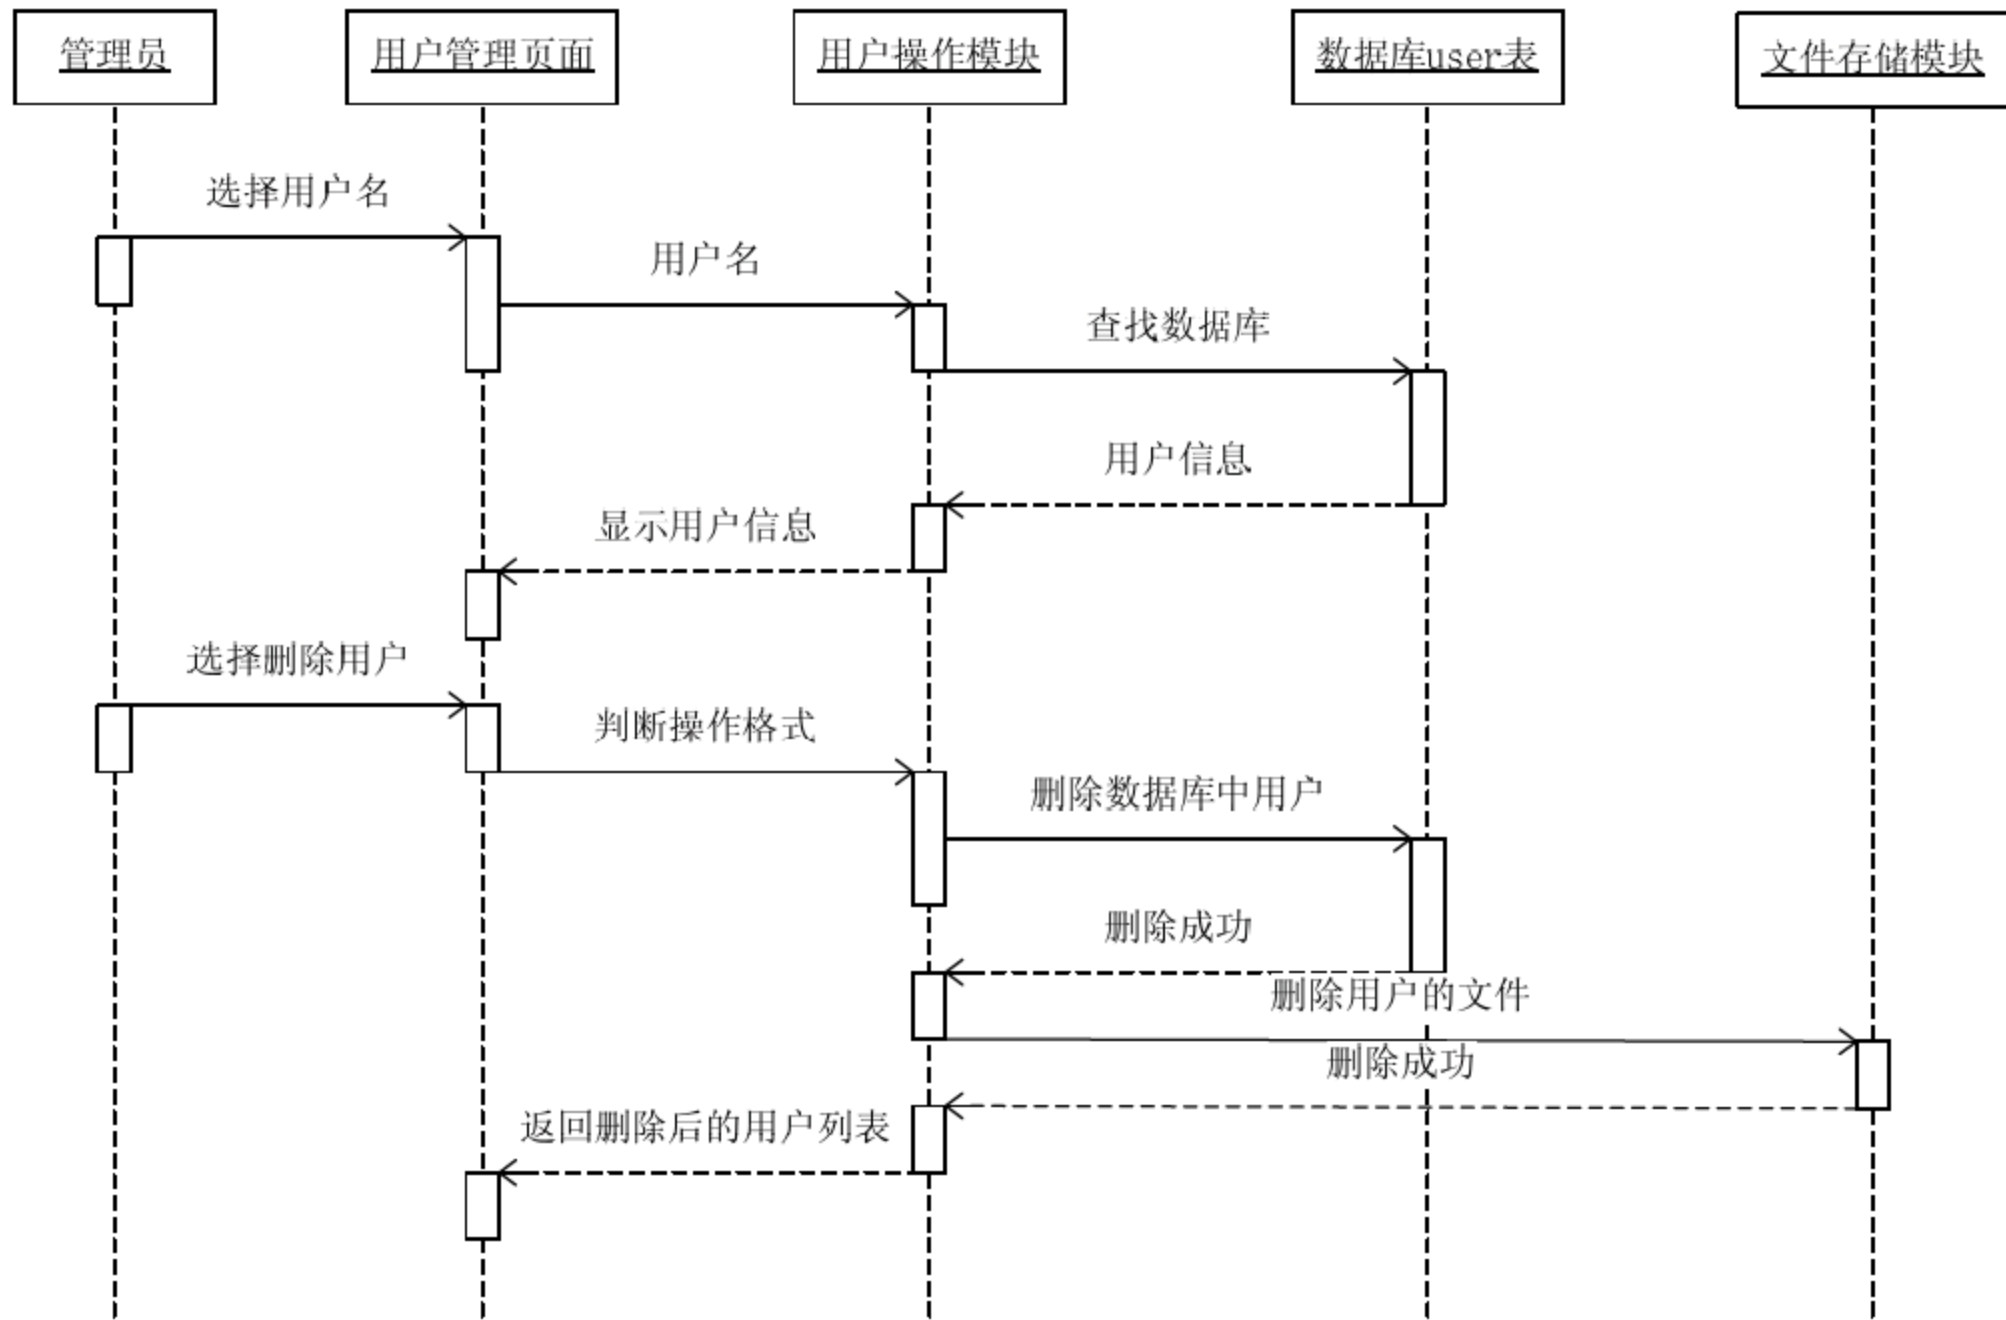 管理员
用户管理页面
用户操作模块
数据库user表
文件存储模块
选择用户名
用户名
查找数据库
用户信息
显示用户信息
选择删除用户
判断操作格式
删除数据库中用户
删除成功
删除用户的文件
删除成功
返回删除后的用户列表